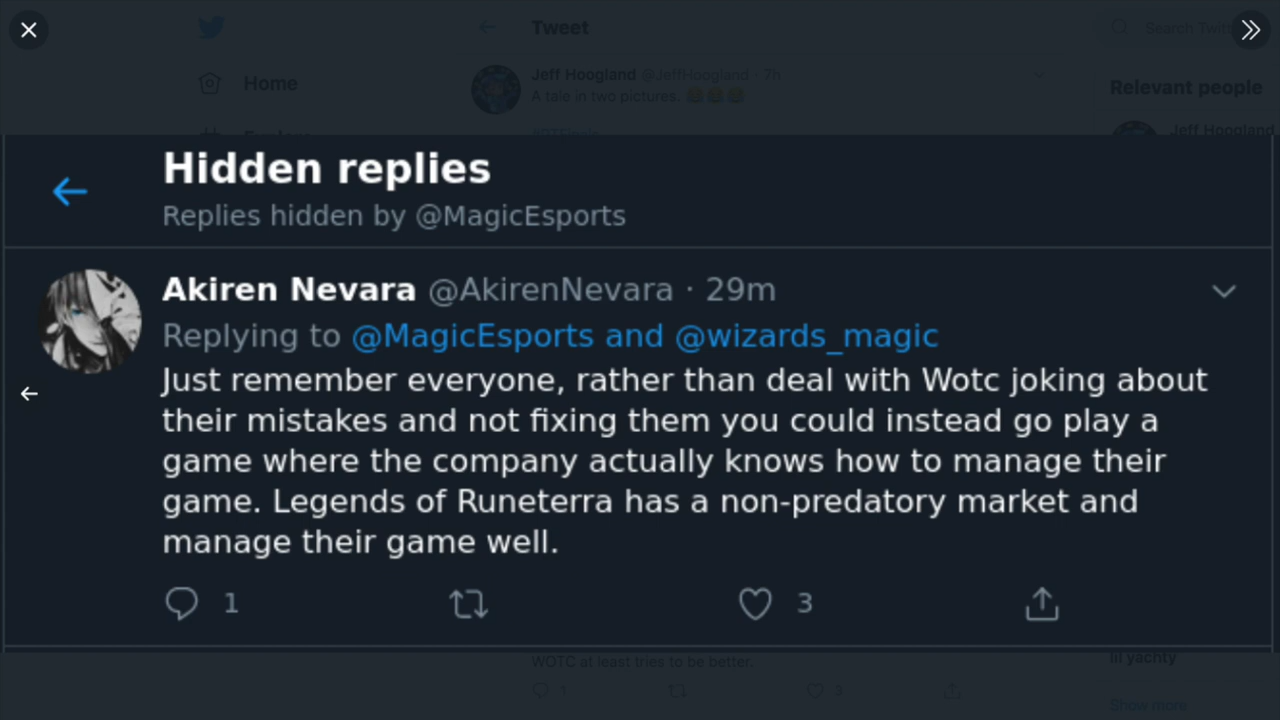 Tweet
Search Twitt
Jeff Hoogland @JeffHoogland · 7h
Home
A tale in two pictures. 😂😂😂
Relevant people
Jeff Hoogland
Hidden replies
Replies hidden by @MagicEsports
Akiren Nevara @AkirenNevara · 29m
Replying to @MagicEsports and @wizards_magic
Just remember everyone, rather than deal with Wotc joking about
their mistakes and not fixing them you could instead go play a
game where the company actually knows how to manage their
game. Legends of Runeterra has a non-predatory market and
manage their game well.
1 3
WOTC at least tries to be better.
lil yachty
1 3
Show more